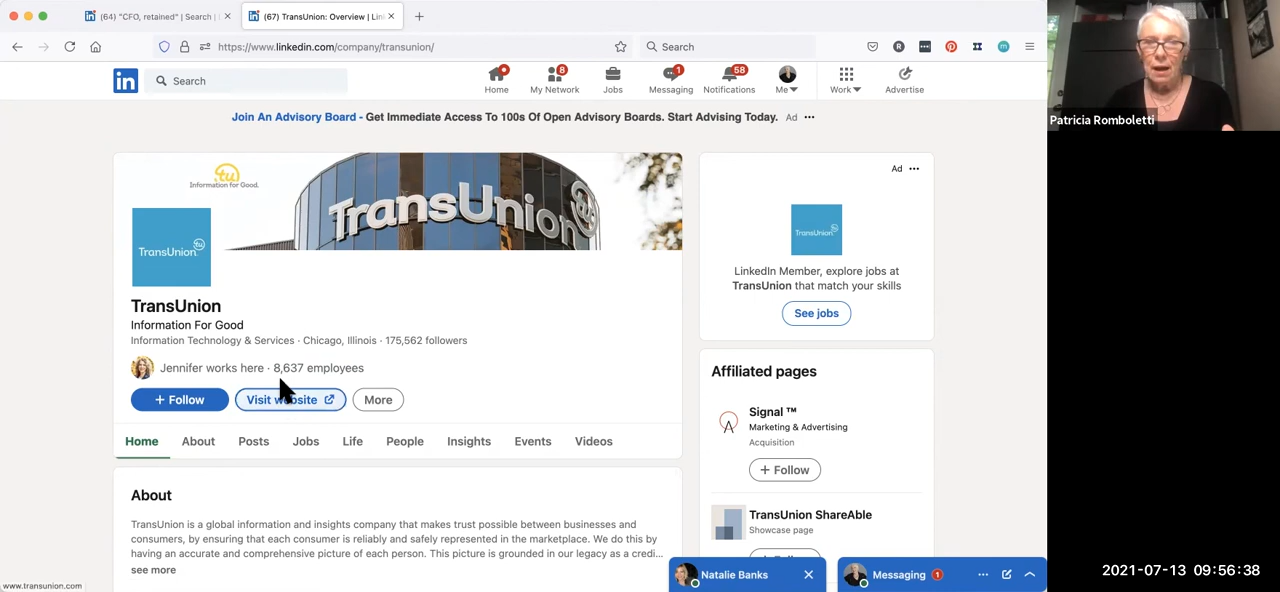 (64) "CFO, retained" | Search |
(67) TransUnion: Overview | Lin
https://www.linkedin.com/company/transunion/
Search
in
Search
Home
8
My Network
Jobs
1
Messaging
58
Notifications
Me
Work
Advertise
Join An Advisory Board - Get Immediate Access To 100s Of Open Advisory Boards. Start Advising Today. Ad
tu
Information for Good.
TransUnion
TransUnion
TransUnion
Information For Good
Information Technology & Services · Chicago, Illinois · 175,562 followers
Jennifer works here · 8,637 employees
+ Follow
Visit website
More
Home
About
Posts
Jobs
Life
People
Insights
Events
Videos
About
TransUnion is a global information and insights company that makes trust possible between businesses and
consumers, by ensuring that each consumer is reliably and safely represented in the marketplace. We do this by
having an accurate and comprehensive picture of each person. This picture is grounded in our legacy as a credi...
see more
Ad
TransUnion
LinkedIn Member, explore jobs at
TransUnion that match your skills
See jobs
Affiliated pages
Signal ™
Marketing & Advertising
Acquisition
+ Follow
TransUnion ShareAble
Showcase page
Natalie Banks
Messaging
1
www.transunion.com
Patricia Romboletti
2021-07-13 09:56:38